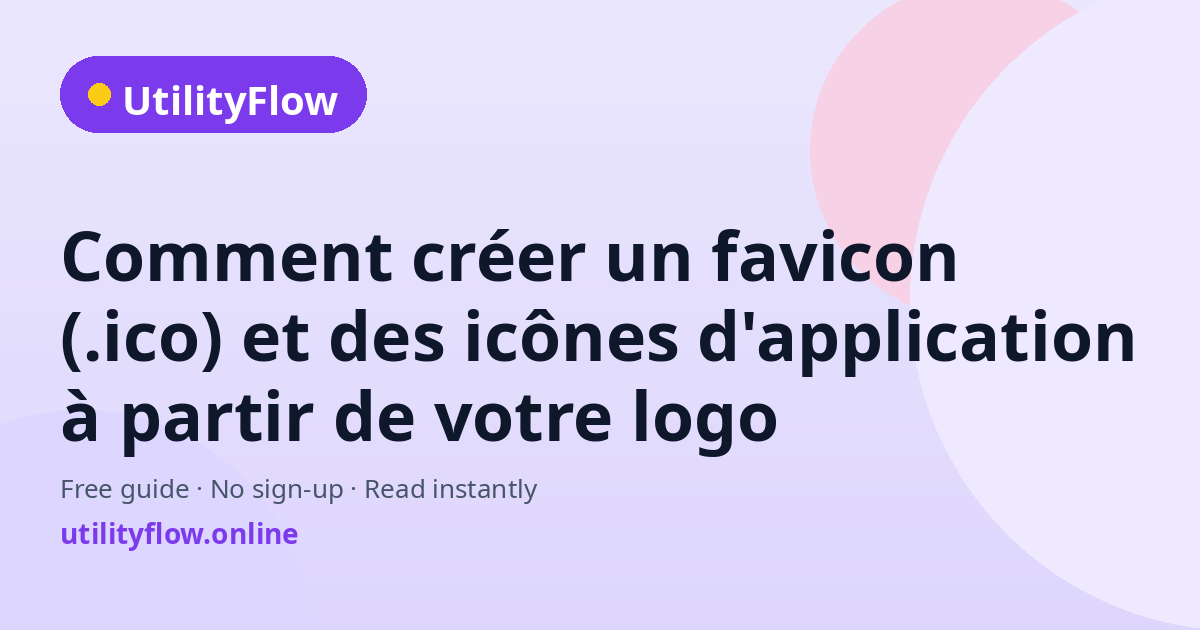 UtilityFlow
Comment créer un favicon
(.ico) et des icônes d'application
à partir de votre logo
Free guide · No sign-up · Read instantly
utilityflow.online